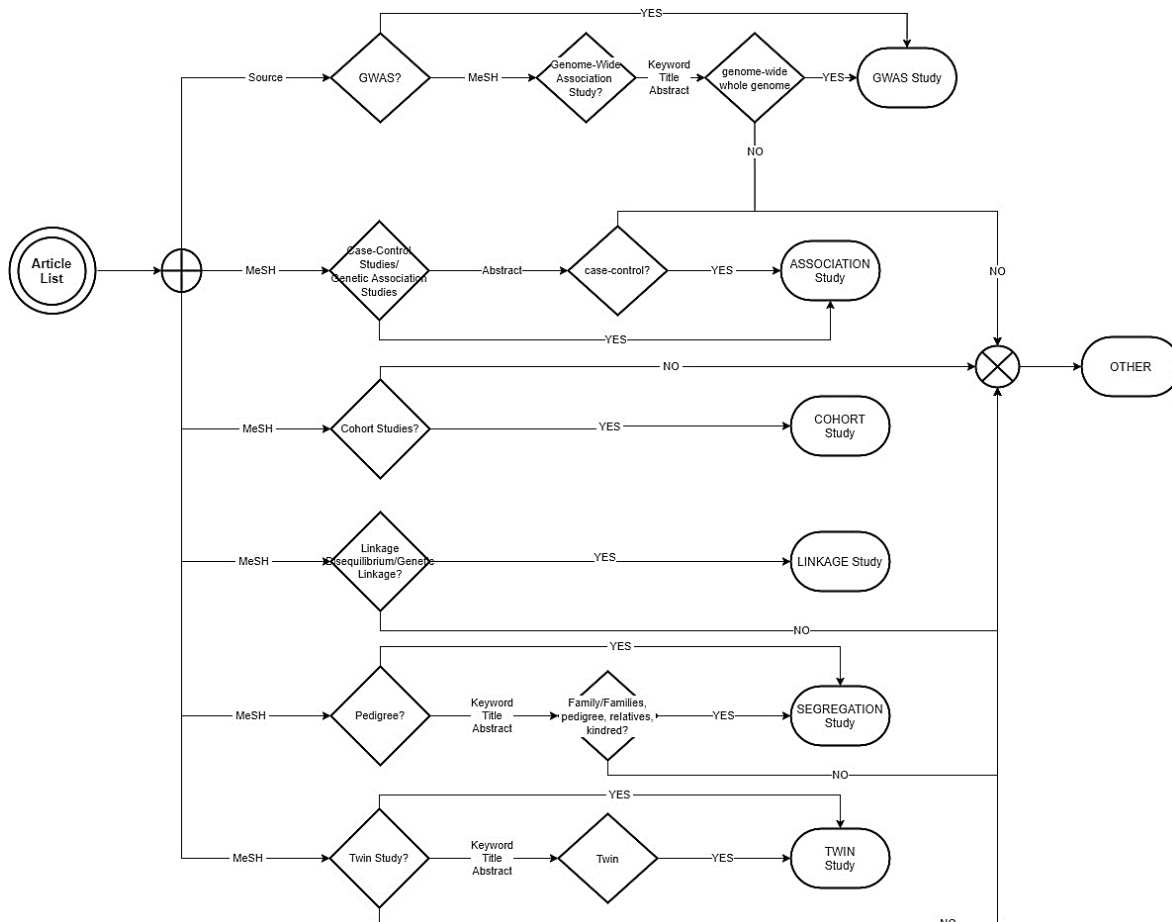 YES
Source
GWAS?
MeSH
Genome-Wide
Association
Study?
Keyword
Title
Abstract
genome-wide
whole genome
YES
GWAS Study
NO
Article
List
MeSH
Case-Control
Studies/
Genetic Association
Studies
Abstract
case-control?
YES
ASSOCIATION
Study
NO
YES
NO
OTHER
MeSH
Cohort Studies?
YES
COHORT
Study
MeSH
Linkage
Disequilibrium/Genetic
Linkage?
YES
LINKAGE Study
NO
YES
MeSH
Pedigree?
Keyword
Title
Abstract
Family/Families,
pedigree, relatives,
kindred?
YES
SEGREGATION
Study
NO
YES
MeSH
Twin Study?
Keyword
Title
Abstract
Twin
YES
TWIN
Study
NO